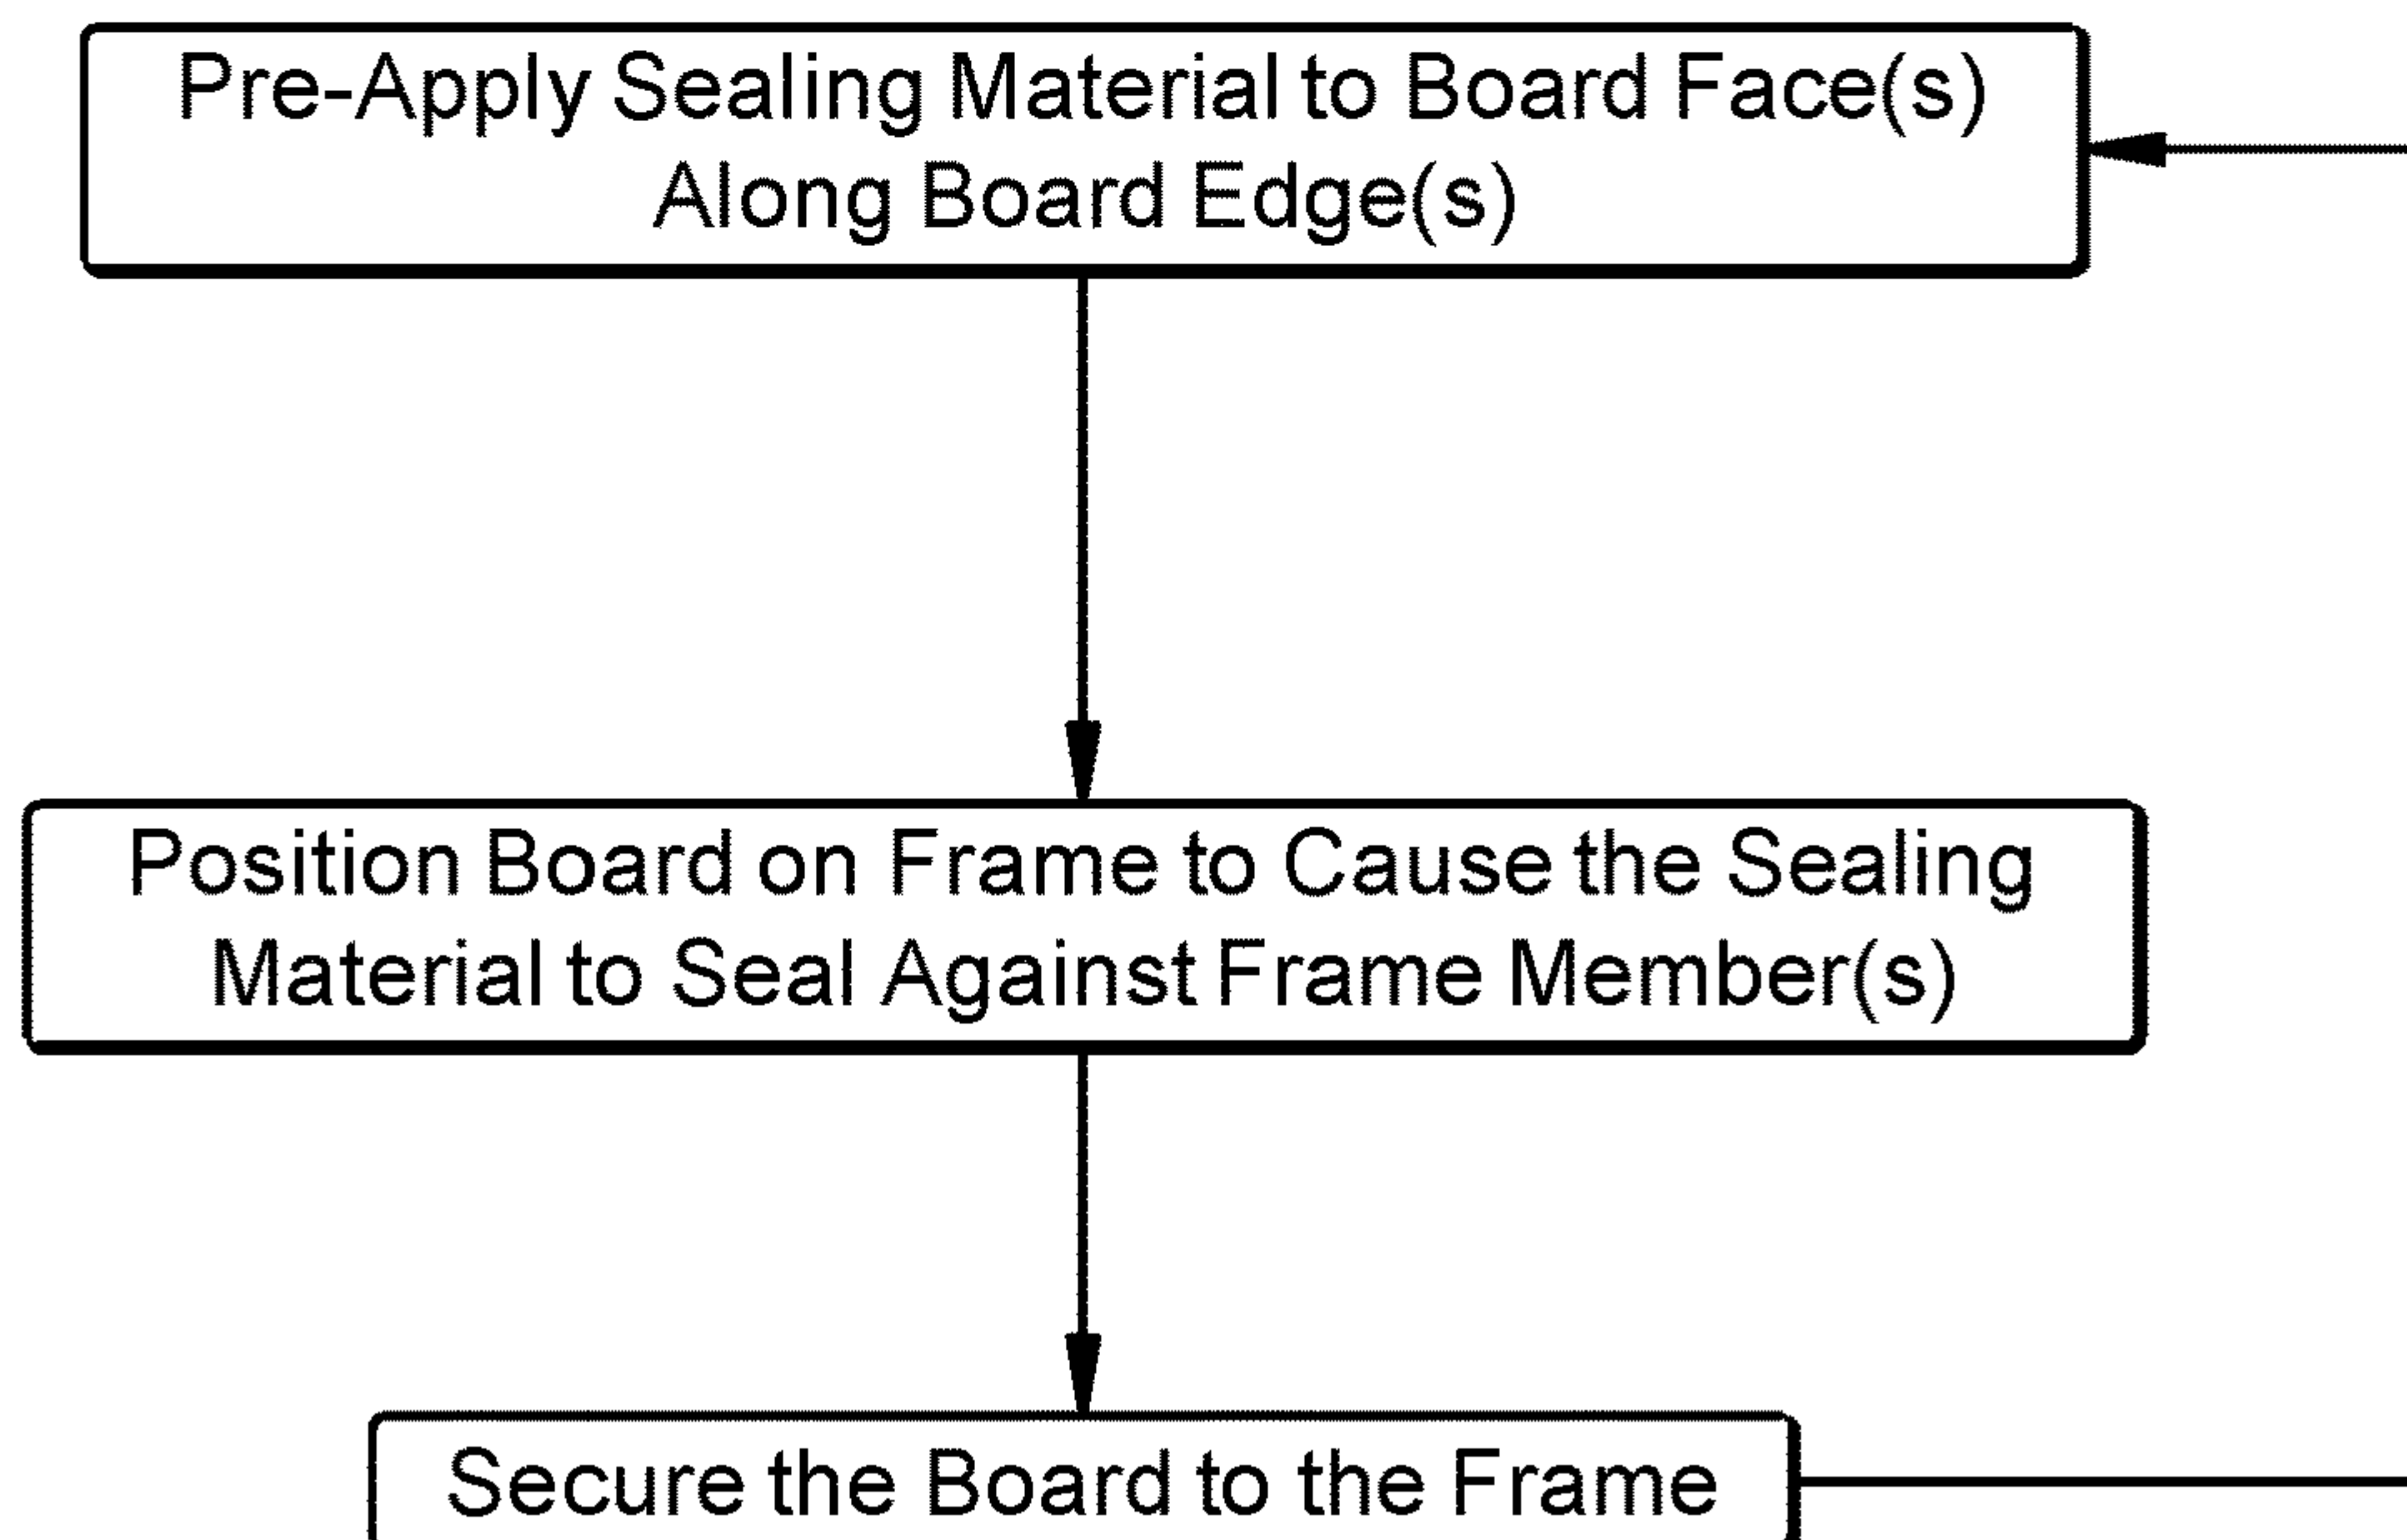 Pre-Apply Sealing Material to Board Face(s)
Along Board Edge(s)
Position Board on Frame to Cause the Sealing
Material to Seal Against Frame Member(s)
Secure the Board to the Frame